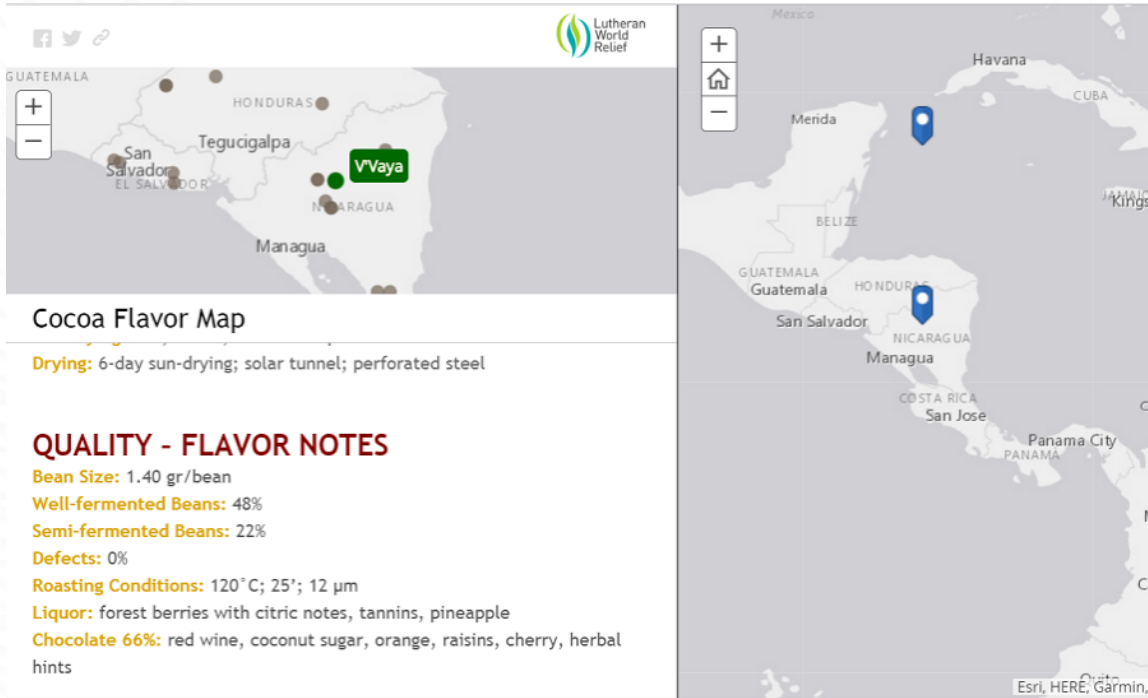 Lutheran
World
Relief
GUATEMALA
+
−
HONDURAS
Tegucigalpa
San
Salvador
EL SALVADOR
V'Vaya
NICARAGUA
Managua
Cocoa Flavor Map
Drying: 6-day sun-drying; solar tunnel; perforated steel
QUALITY – FLAVOR NOTES
Bean Size: 1.40 gr/bean
Well-fermented Beans: 48%
Semi-fermented Beans: 22%
Defects: 0%
Roasting Conditions: 120˚C; 25’; 12 µm
Liquor: forest berries with citric notes, tannins, pineapple
Chocolate 66%: red wine, coconut sugar, orange, raisins, cherry, herbal
hints
Mexico
+
−
Havana
CUBA
Merida
JAMAIC
Kings
BELIZE
GUATEMALA
Guatemala
HONDURAS
San Salvador
NICARAGUA
Managua
COSTA RICA
San Jose
Panama City
PANAMA
Quito
Esri, HERE, Garmin,